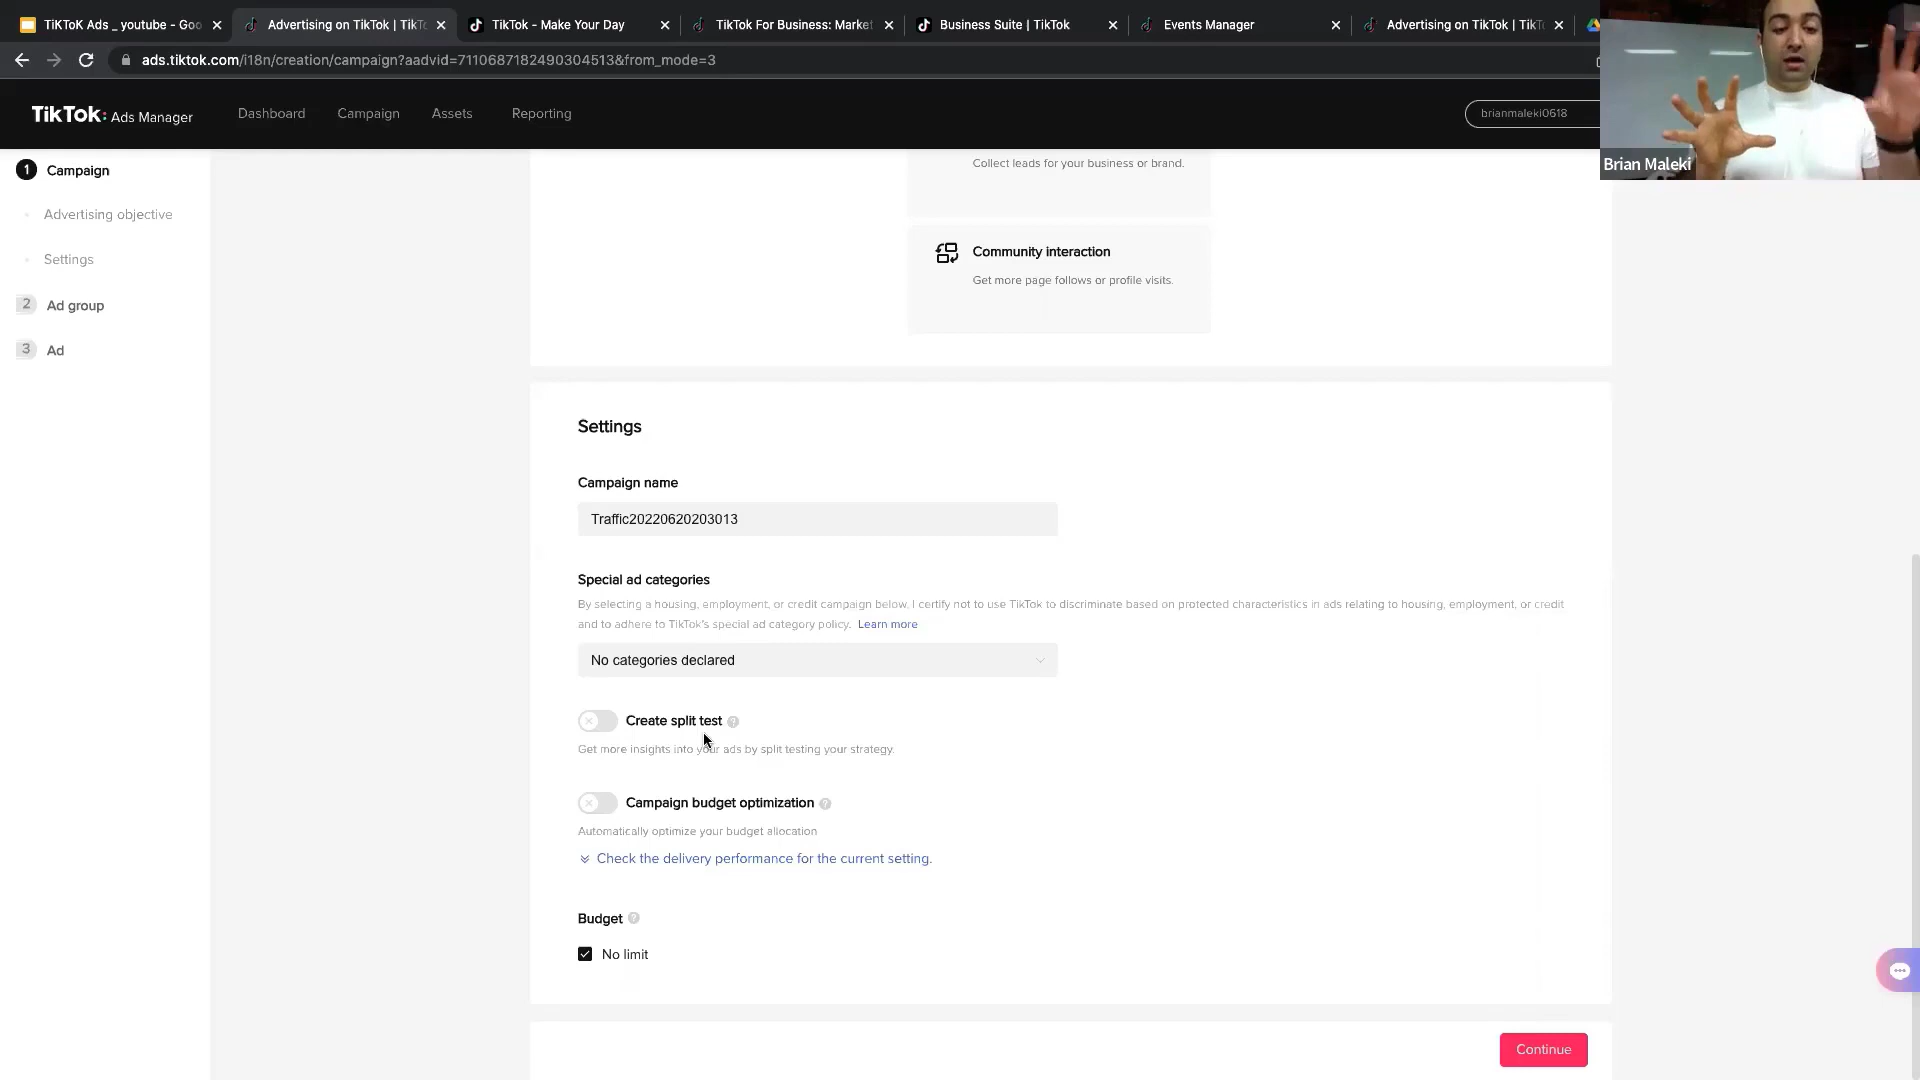 TiKToK Ads _ youtube - Goo
Advertising on TikTok | TikTo
TikTok - Make Your Day
TikTok For Business: Market
Business Suite | TikTok
Events Manager
Advertising on TikTok | TikTo
ads.tiktok.com/i18n/creation/campaign?aadvid=7110687182490304513&from_mode=3
TikTok: Ads Manager
Dashboard
Campaign
Assets
Reporting
brianmaleki0618
Brian Maleki
1 Campaign
Advertising objective
Settings
2 Ad group
3 Ad
Collect leads for your business or brand.
Community interaction
Get more page follows or profile visits.
Settings
Campaign name
Traffic20220620203013
Special ad categories
By selecting a housing, employment, or credit campaign below, I certify not to use TikTok to discriminate based on protected characteristics in ads relating to housing, employment, or credit
and to adhere to TikTok's special ad category policy. Learn more
No categories declared
Create split test ?
Get more insights into your ads by split testing your strategy.
Campaign budget optimization ?
Automatically optimize your budget allocation
Check the delivery performance for the current setting.
Budget ?
No limit
Continue